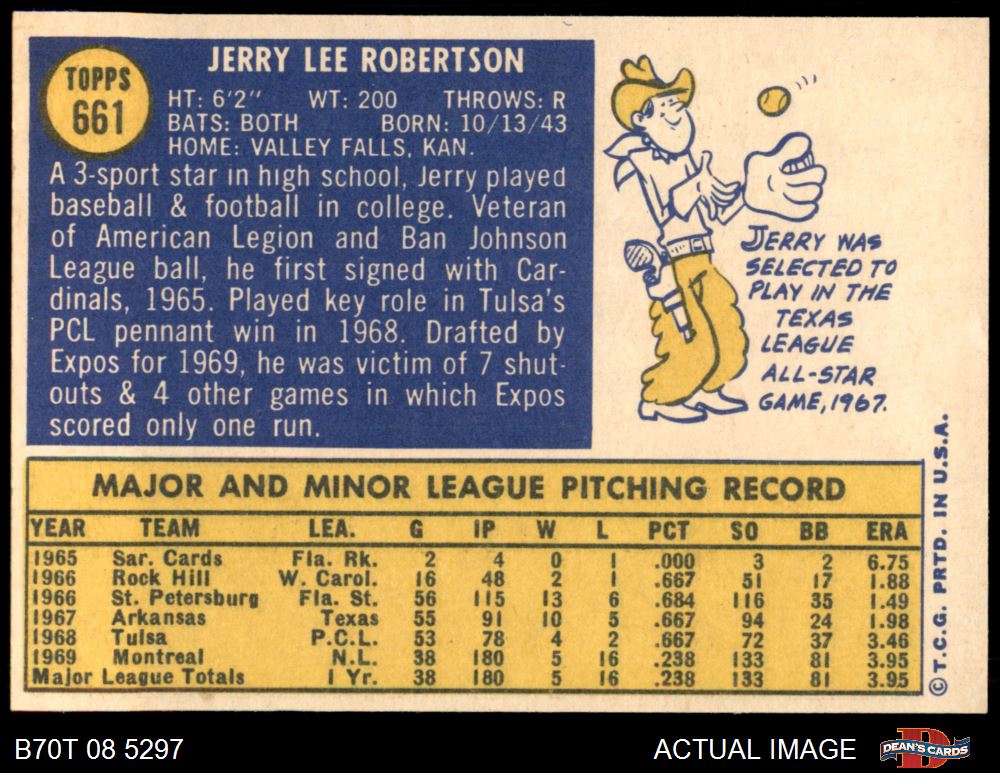 TOPPS
661
JERRY LEE ROBERTSON
HT: 6'2" WT: 200 THROWS: R
BATS: BOTH BORN: 10/13/43
HOME: VALLEY FALLS, KAN.
A 3-sport star in high school, Jerry played
baseball & football in college. Veteran
of American Legion and Ban Johnson
League ball, he first signed with Car-
dinals, 1965. Played key role in Tulsa's
PCL pennant win in 1968. Drafted by
Expos for 1969, he was victim of 7 shut-
outs & 4 other games in which Expos
scored only one run.
JERRY WAS
SELECTED TO
PLAY IN THE
TEXAS
LEAGUE
ALL-STAR
GAME, 1967.
MAJOR AND MINOR LEAGUE PITCHING RECORD
YEAR TEAM LEA. G IP W L PCT SO BB ERA
1965 Sar. Cards Fla. Rk. 2 4 0 1 .000 3 2 6.75
1966 Rock Hill W. Carol. 16 48 2 1 .667 51 17 1.88
1966 St. Petersburg Fla. St. 56 115 13 6 .684 116 35 1.49
1967 Arkansas Texas 55 91 10 5 .667 94 24 1.98
1968 Tulsa P.C.L. 53 78 4 2 .667 72 37 3.46
1969 Montreal N.L. 38 180 5 16 .238 133 81 3.95
Major League Totals 1 Yr. 38 180 5 16 .238 133 81 3.95
© T.C.G. PRTD. IN U.S.A.
B70T 08 5297
ACTUAL IMAGE
DEAN'S CARDS